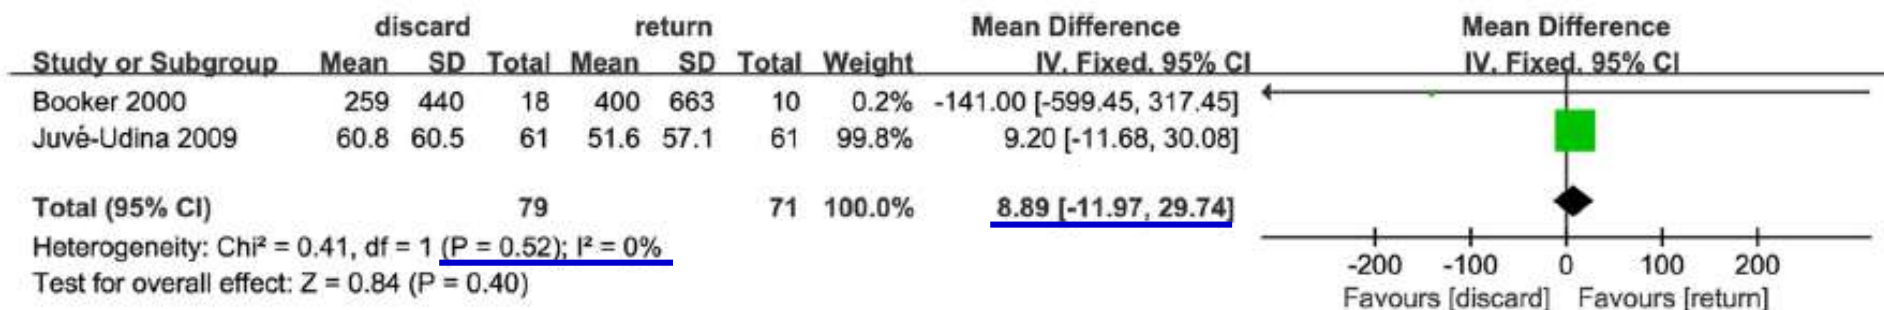 discard return Mean Difference Mean Difference
Study or Subgroup Mean SD Total Mean SD Total Weight IV, Fixed, 95% CI IV, Fixed, 95% CI
Booker 2000 259 440 18 400 663 10 0.2% -141.00 [-599.45, 317.45]
Juvé-Udina 2009 60.8 60.5 61 51.6 57.1 61 99.8% 9.20 [-11.68, 30.08]
Total (95% CI) 79 71 100.0% 8.89 [-11.97, 29.74]
Heterogeneity: Chi² = 0.41, df = 1 (P = 0.52); I² = 0%
Test for overall effect: Z = 0.84 (P = 0.40)
-200 -100 0 100 200
Favours [discard] Favours [return]